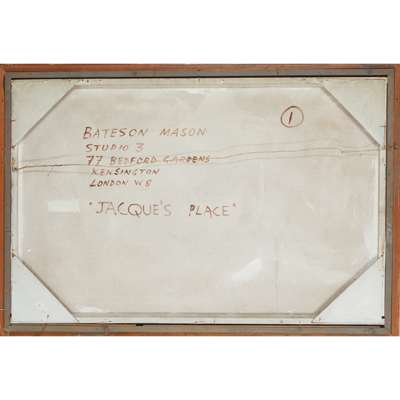 1
BATESON MASON
STUDIO 3
77 BEDFORD GARDENS
KENSINGTON
LONDON W8
"JACQUE'S PLACE"